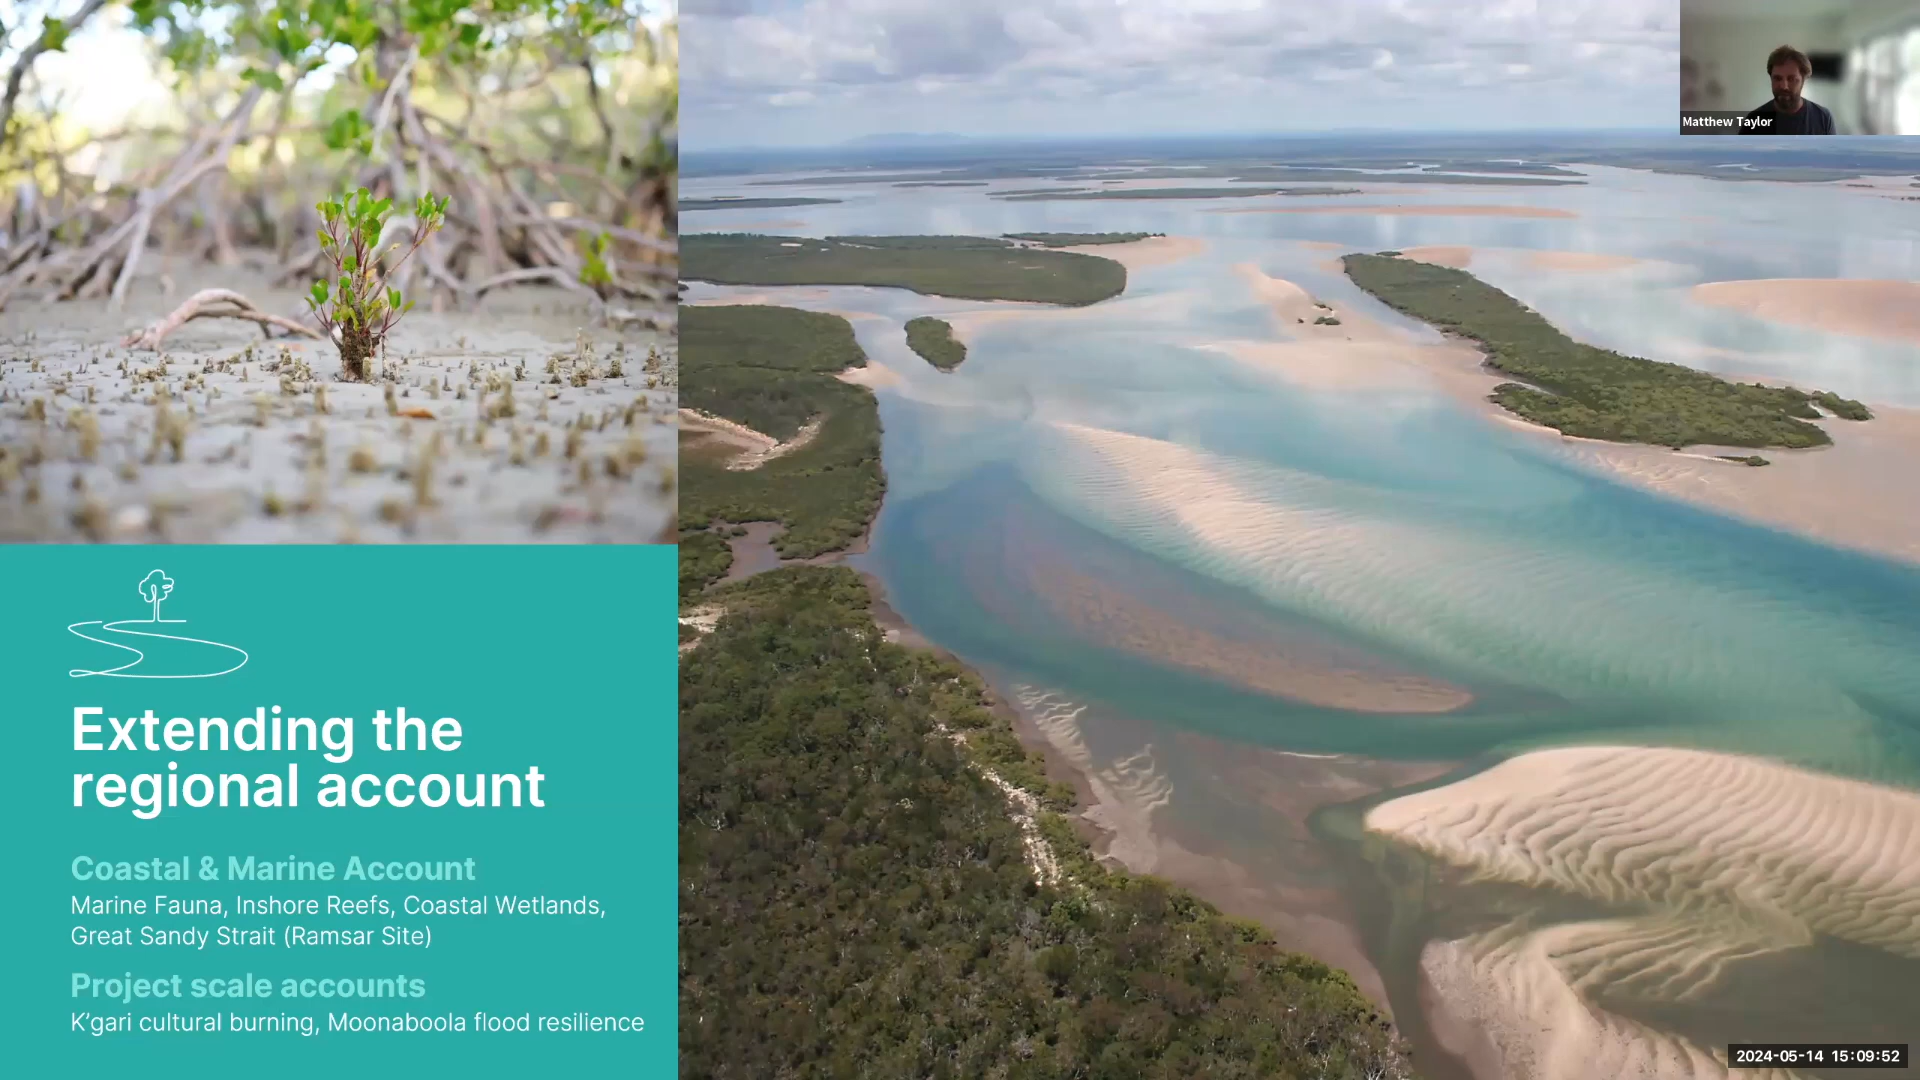 Matthew Taylor
Extending the
regional account
Coastal & Marine Account
Marine Fauna, Inshore Reefs, Coastal Wetlands,
Great Sandy Strait (Ramsar Site)
Project scale accounts
K’gari cultural burning, Moonaboola flood resilience
2024-05-14 15:09:52